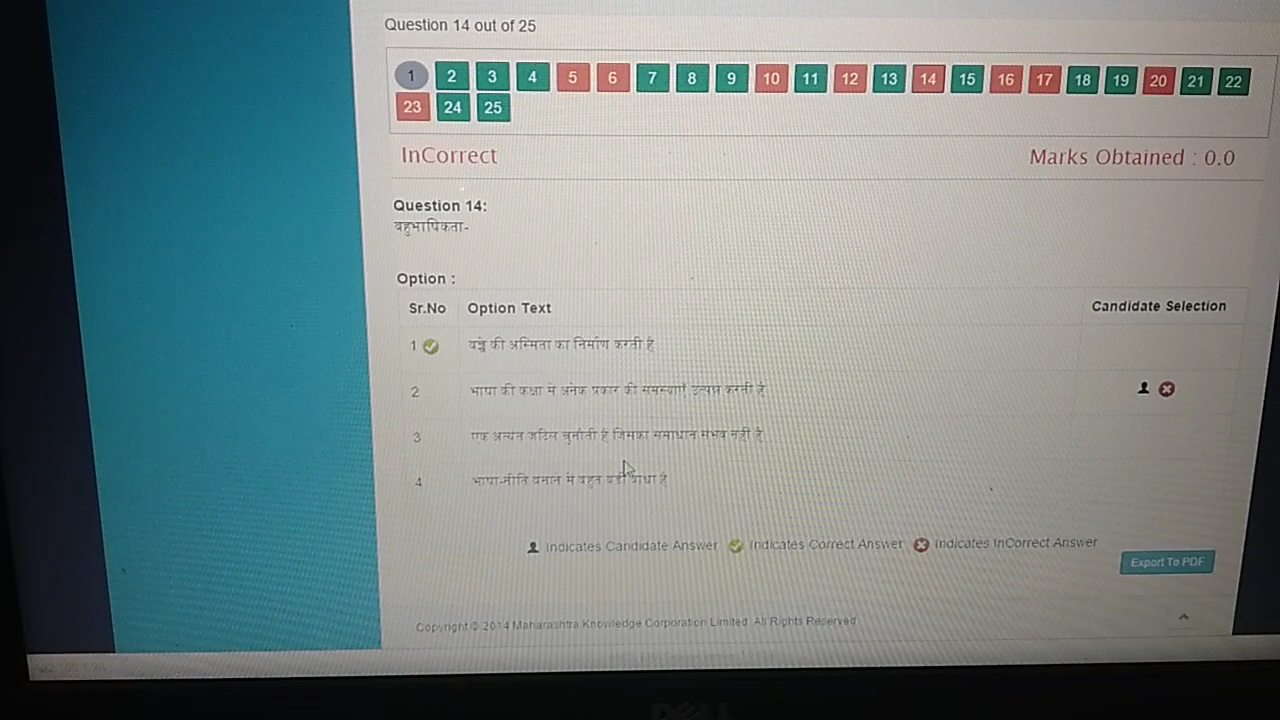 Question 14 out of 25
1 2 3 4 5 6 7 8 9 10 11 12 13 14 15 16 17 18 19 20 21 22
23 24 25
InCorrect Marks Obtained : 0.0
Question 14:
बहुभाषिकता-
Option :
Sr.No Option Text Candidate Selection
1 बच्चे की अस्मिता का निर्माण करती है
2 भाषा की कक्षा में अनेक प्रकार की समस्याएँ उत्पन्न करती है
3 एक अत्यंत जटिल चुनौती है जिसका समाधान संभव नहीं है
4 भाषा-नीति बनाने में बहुत बड़ी बाधा है
Indicates Candidate Answer Indicates Correct Answer Indicates InCorrect Answer
Export To PDF
Copyright © 2014 Maharashtra Knowledge Corporation Limited. All Rights Reserved
DELL